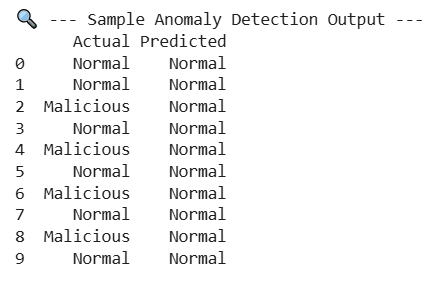 🔍 --- Sample Anomaly Detection Output ---
Actual Predicted
0 Normal Normal
1 Normal Normal
2 Malicious Normal
3 Normal Normal
4 Malicious Normal
5 Normal Normal
6 Malicious Normal
7 Normal Normal
8 Malicious Normal
9 Normal Normal